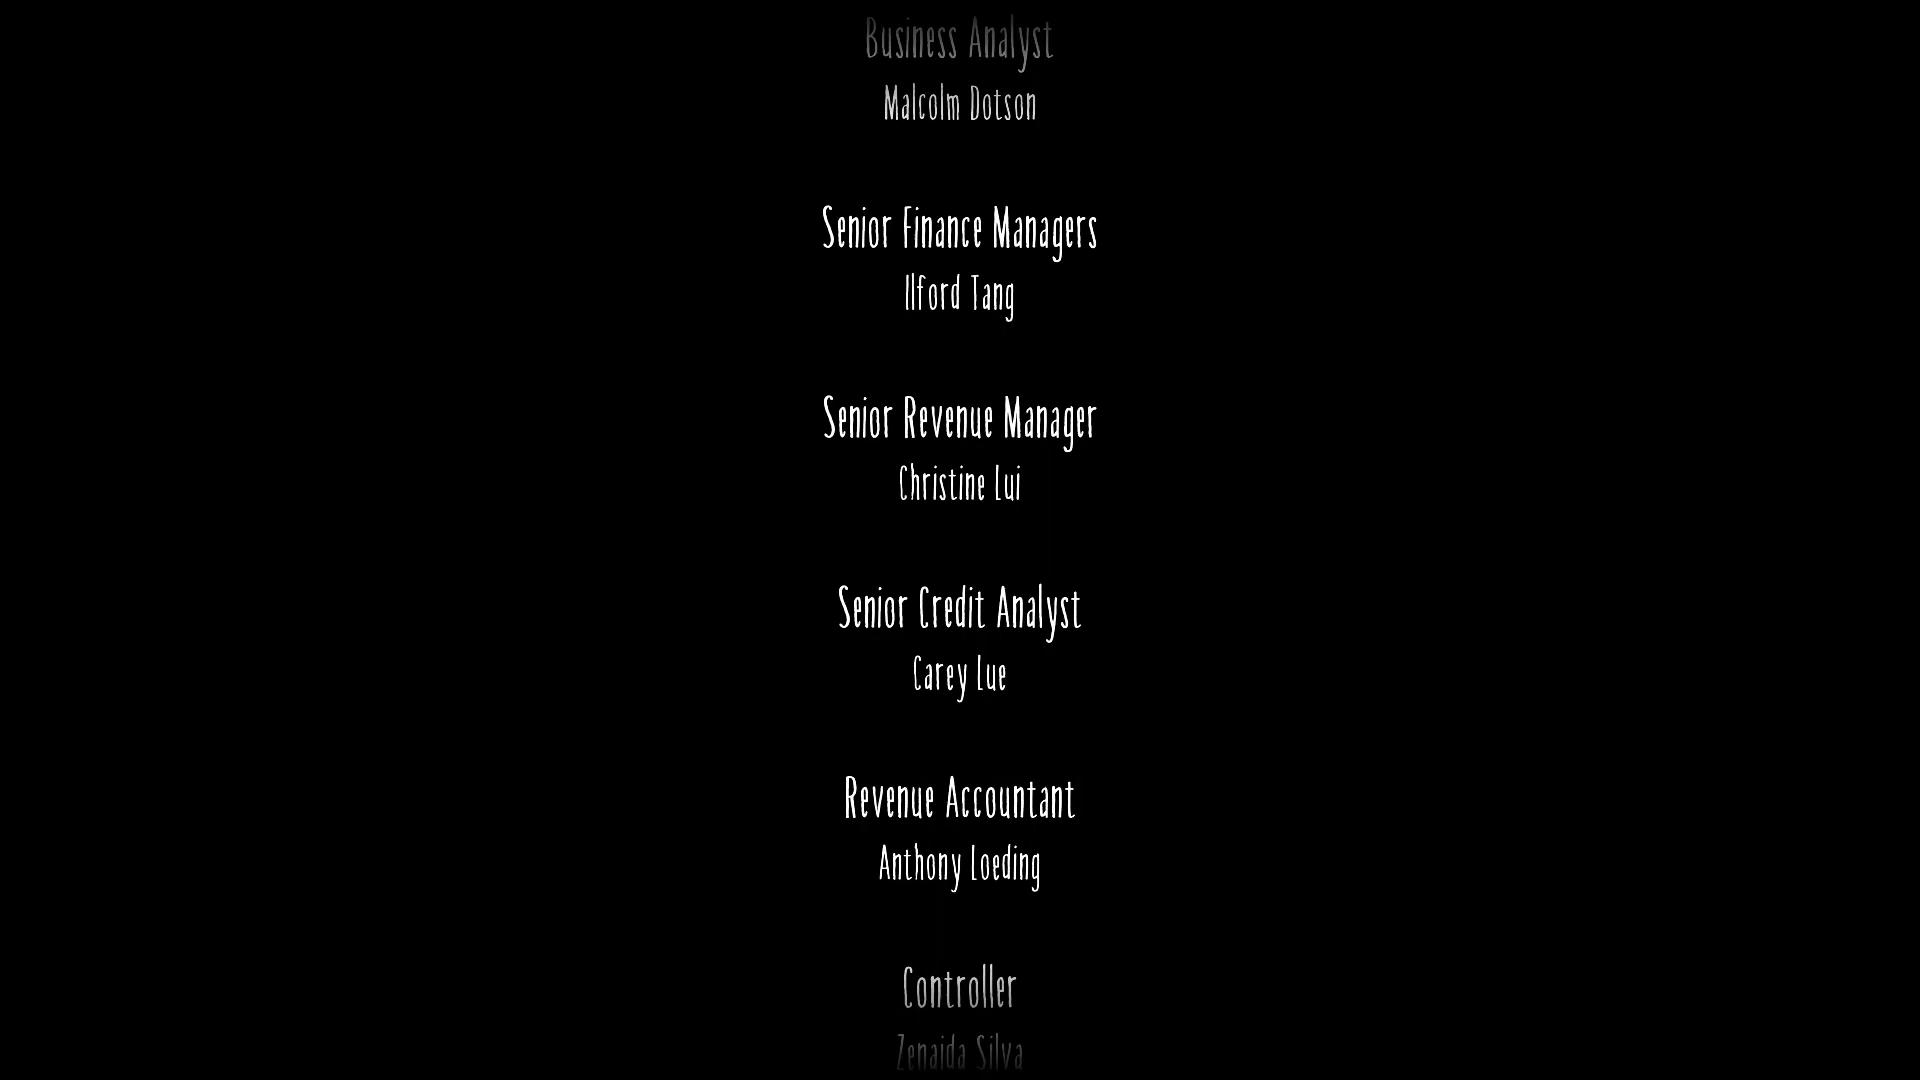 Business Analyst
Malcolm Dotson
Senior Finance Managers
Ilford Tang
Senior Revenue Manager
Christine Lui
Senior Credit Analyst
Carey Lue
Revenue Accountant
Anthony Loeding
Controller
Zenaida Silva